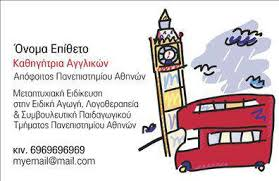 Όνομα Επίθετο
Καθηγήτρια Αγγλικών
Απόφοιτος Πανεπιστημίου Αθηνών
Μεταπτυχιακή Ειδίκευση
στην Ειδική Αγωγή, Λογοθεραπεία
& Συμβουλευτική Παιδαγωγικού
Τμήματος Πανεπιστημίου Αθηνών
κιν. 6969696969
myemail@mail.com